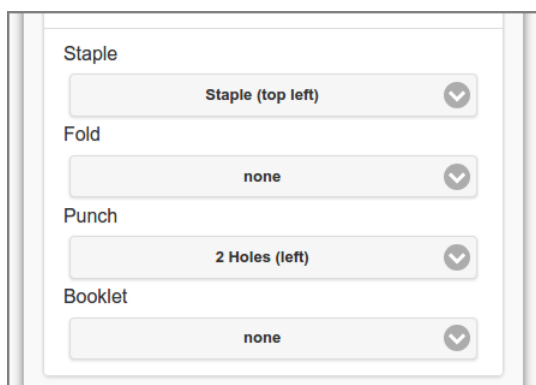 Staple
Staple (top left)
Fold
none
Punch
2 Holes (left)
Booklet
none